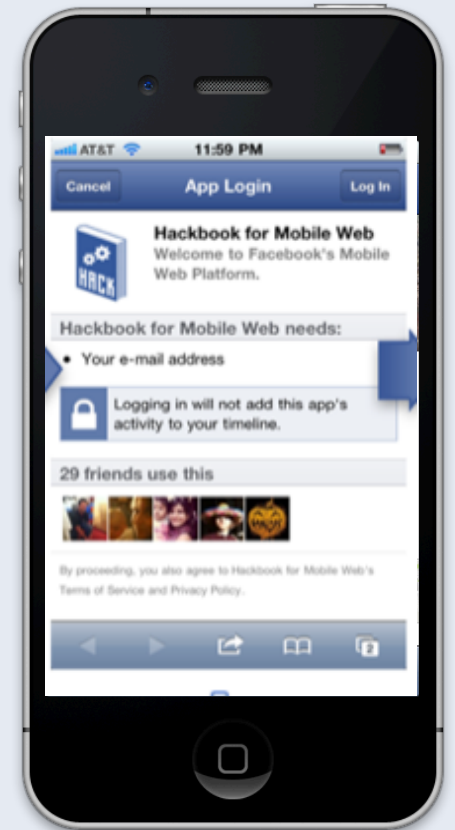 AT&T 11:59 PM
Cancel App Login Log In
HACK
Hackbook for Mobile Web
Welcome to Facebook's Mobile
Web Platform.
Hackbook for Mobile Web needs:
• Your e-mail address
Logging in will not add this app's
activity to your timeline.
29 friends use this
By proceeding, you also agree to Hackbook for Mobile Web's
Terms of Service and Privacy Policy.
2